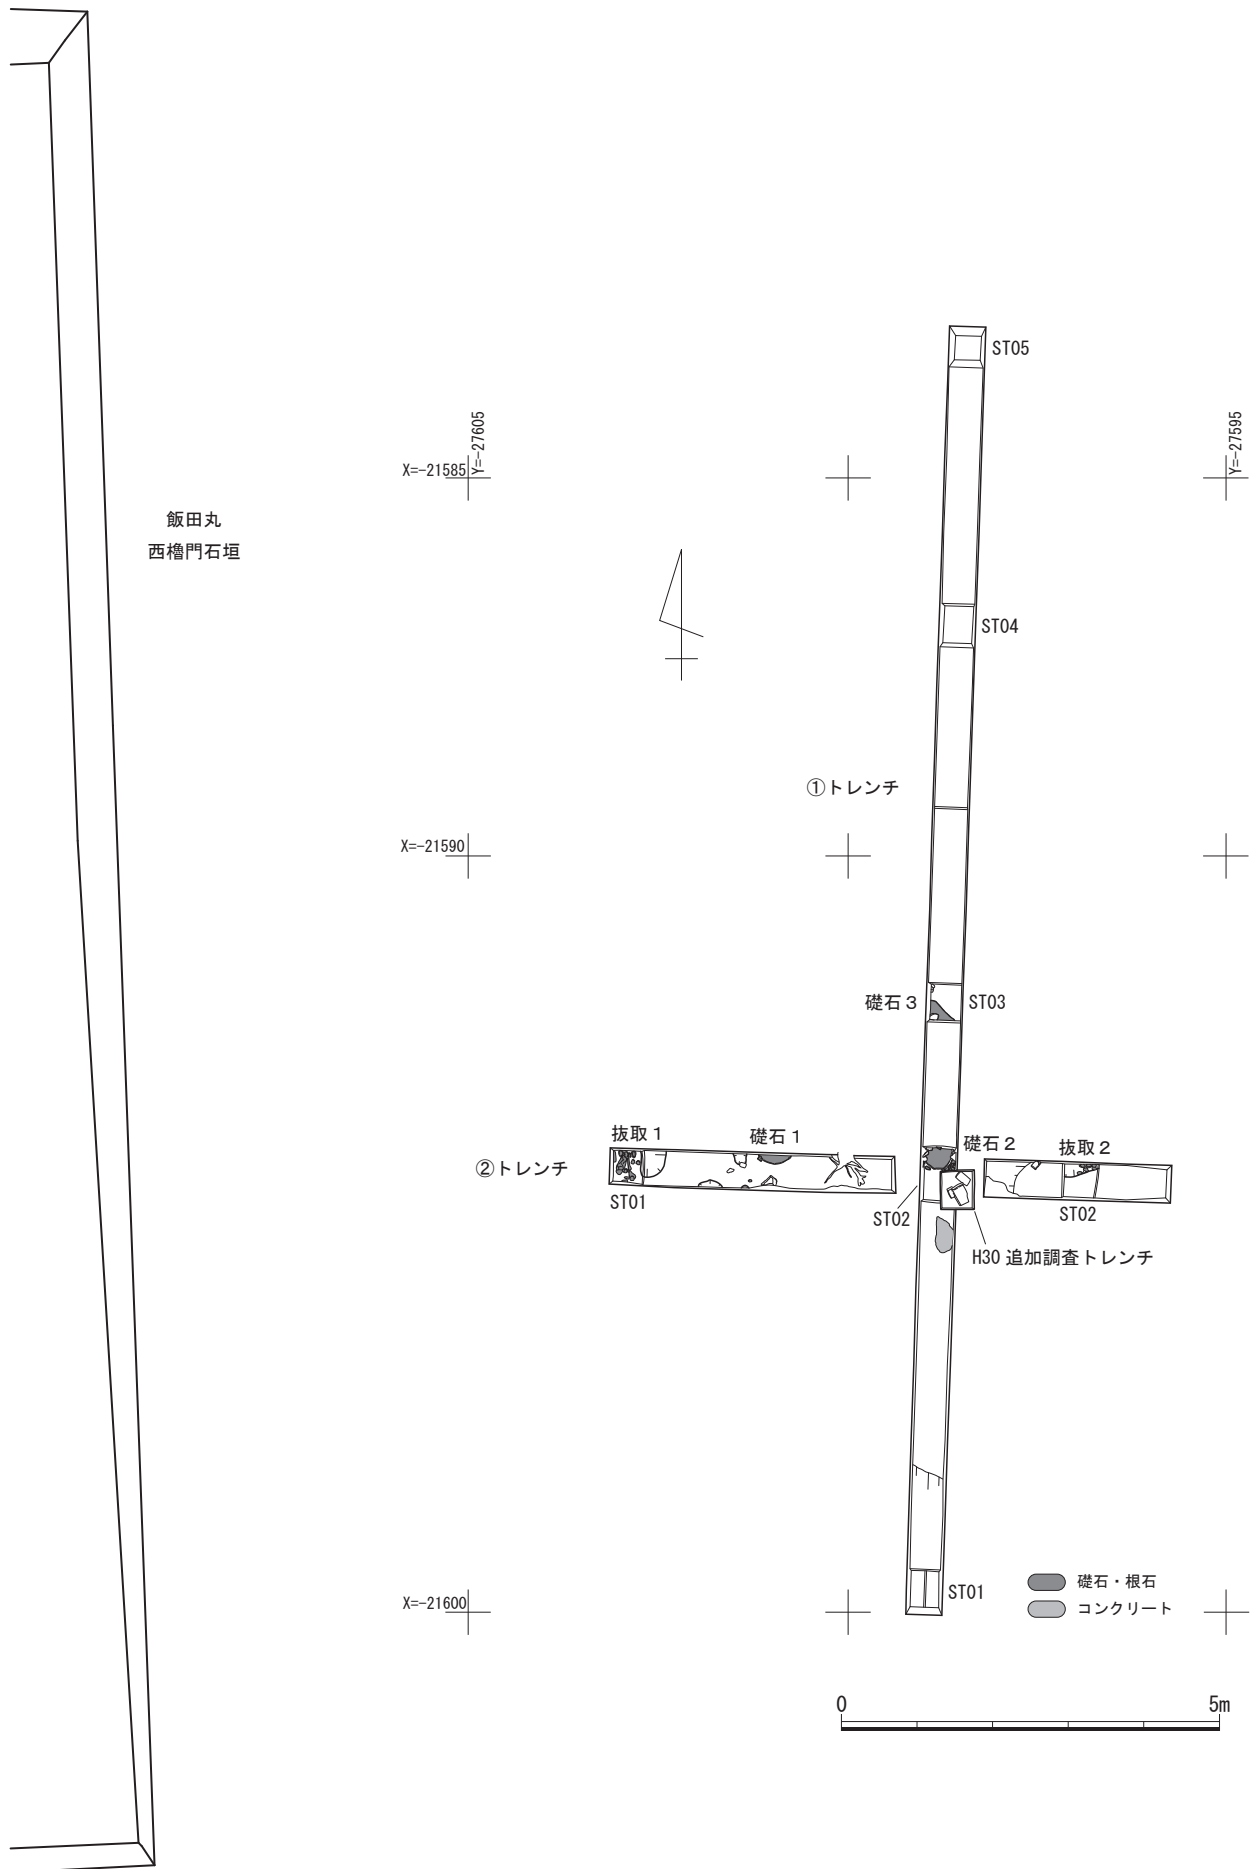 ST05
Y=-27605
Y=-27595
X=-21585
飯田丸
西櫓門石垣
ST04
①トレンチ
X=-21590
礎石3
ST03
抜取1
礎石1
礎石2
抜取2
②トレンチ
ST01
ST02
ST02
H30 追加調査トレンチ
ST01
礎石・根石
コンクリート
X=-21600
0
5m